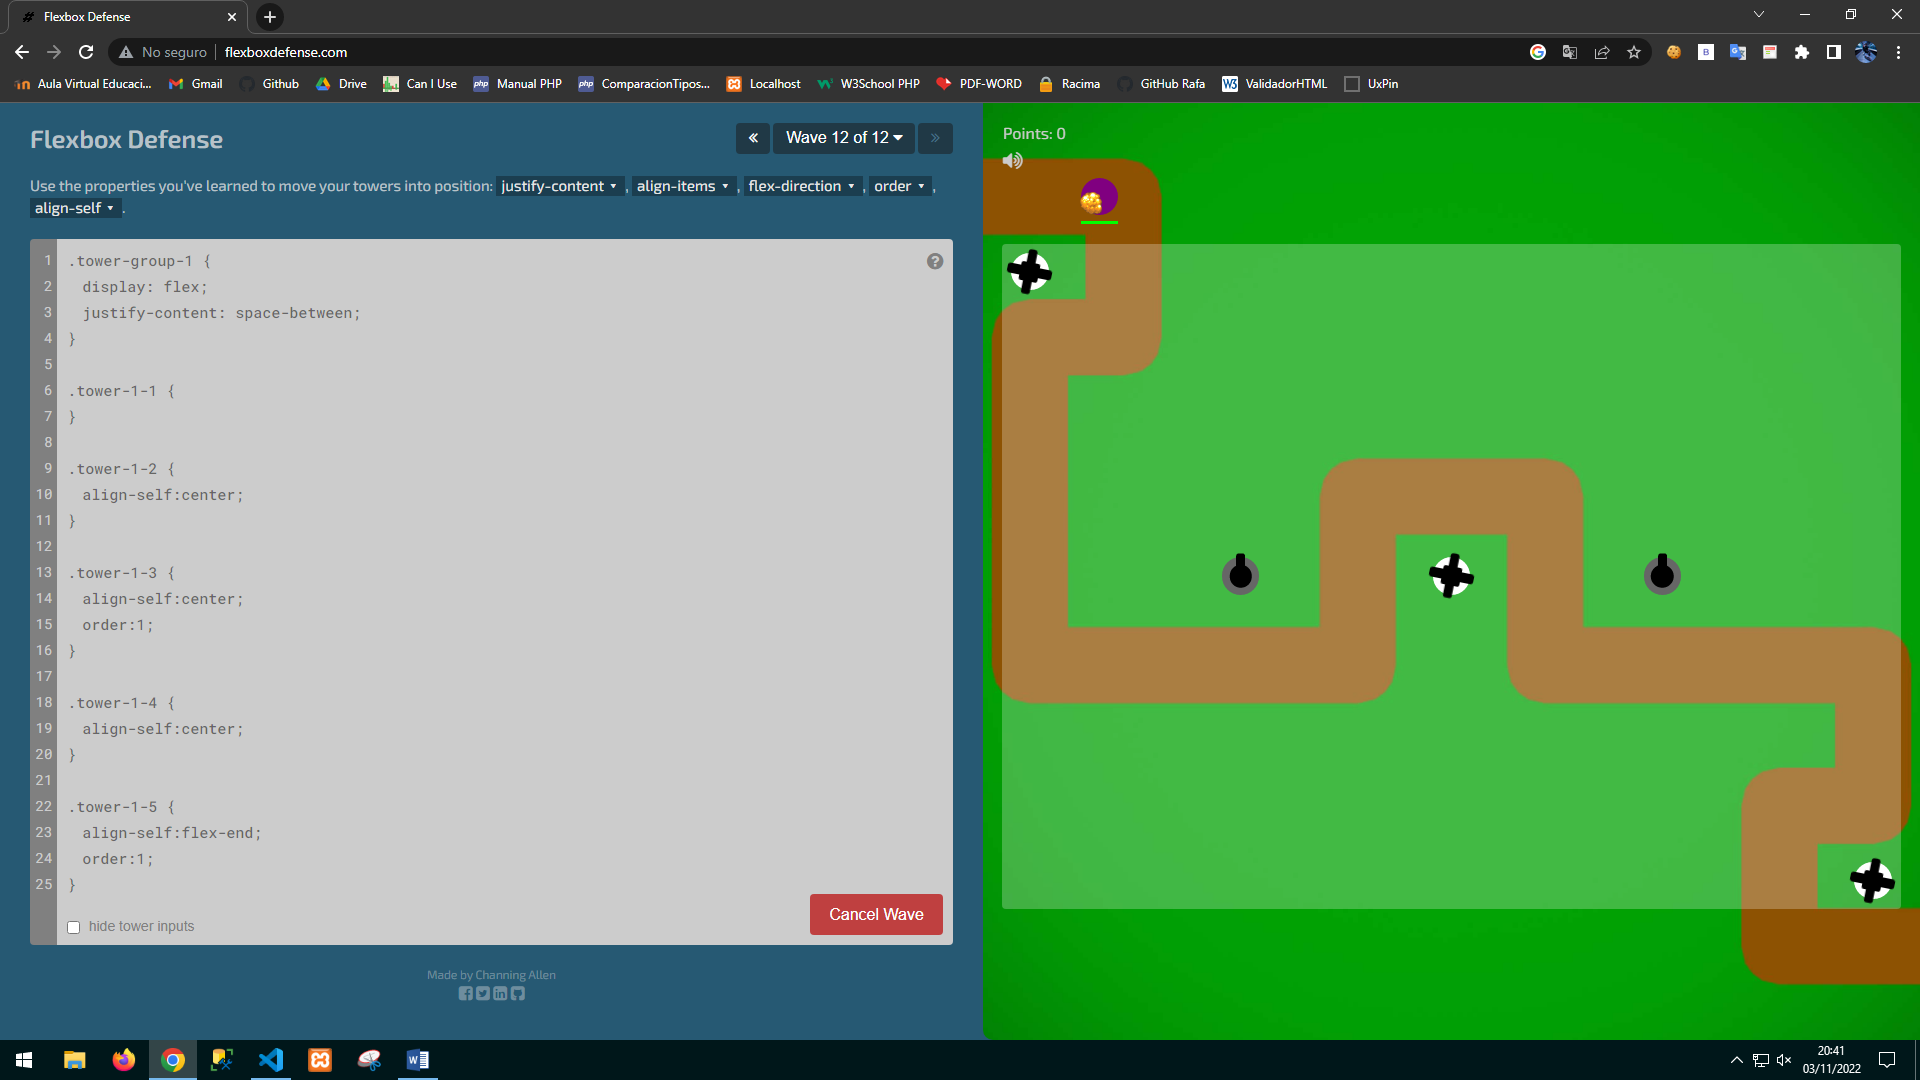 Flexbox Defense
No seguro
flexboxdefense.com
Aula Virtual Educaci...
Gmail
Github
Drive
Can I Use
php
Manual PHP
php
ComparacionTipos...
Localhost
W3School PHP
PDF-WORD
Racima
GitHub Rafa
W3
ValidadorHTML
UxPin
Flexbox Defense
« Wave 12 of 12 »
Use the properties you've learned to move your towers into position: justify-content , align-items , flex-direction , order ,
align-self .
1 .tower-group-1 {
2 display: flex;
3 justify-content: space-between;
4 }
5
6 .tower-1-1 {
7 }
8
9 .tower-1-2 {
10 align-self:center;
11 }
12
13 .tower-1-3 {
14 align-self:center;
15 order:1;
16 }
17
18 .tower-1-4 {
19 align-self:center;
20 }
21
22 .tower-1-5 {
23 align-self:flex-end;
24 order:1;
25 }
hide tower inputs
Cancel Wave
Made by Channing Allen
Points: 0
20:41
03/11/2022